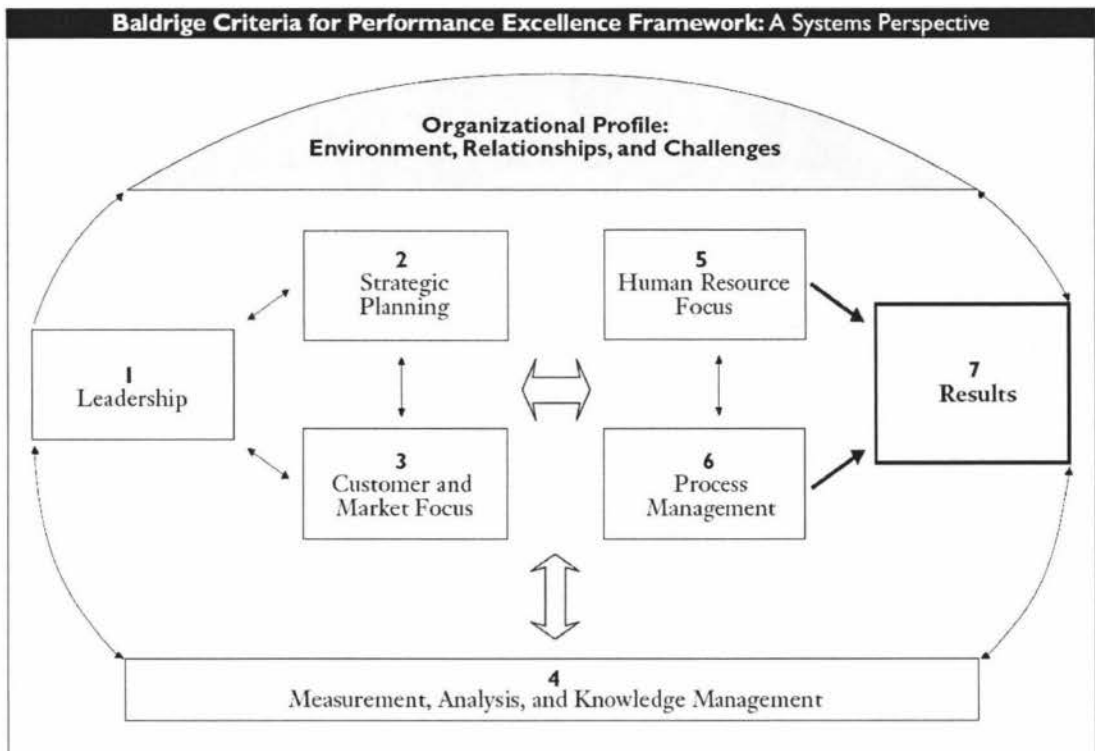 Baldrige Criteria for Performance Excellence Framework: A Systems Perspective
Organizational Profile:
Environment, Relationships, and Challenges
2
Strategic
Planning
5
Human Resource
Focus
1
Leadership
7
Results
3
Customer and
Market Focus
6
Process
Management
4
Measurement, Analysis, and Knowledge Management